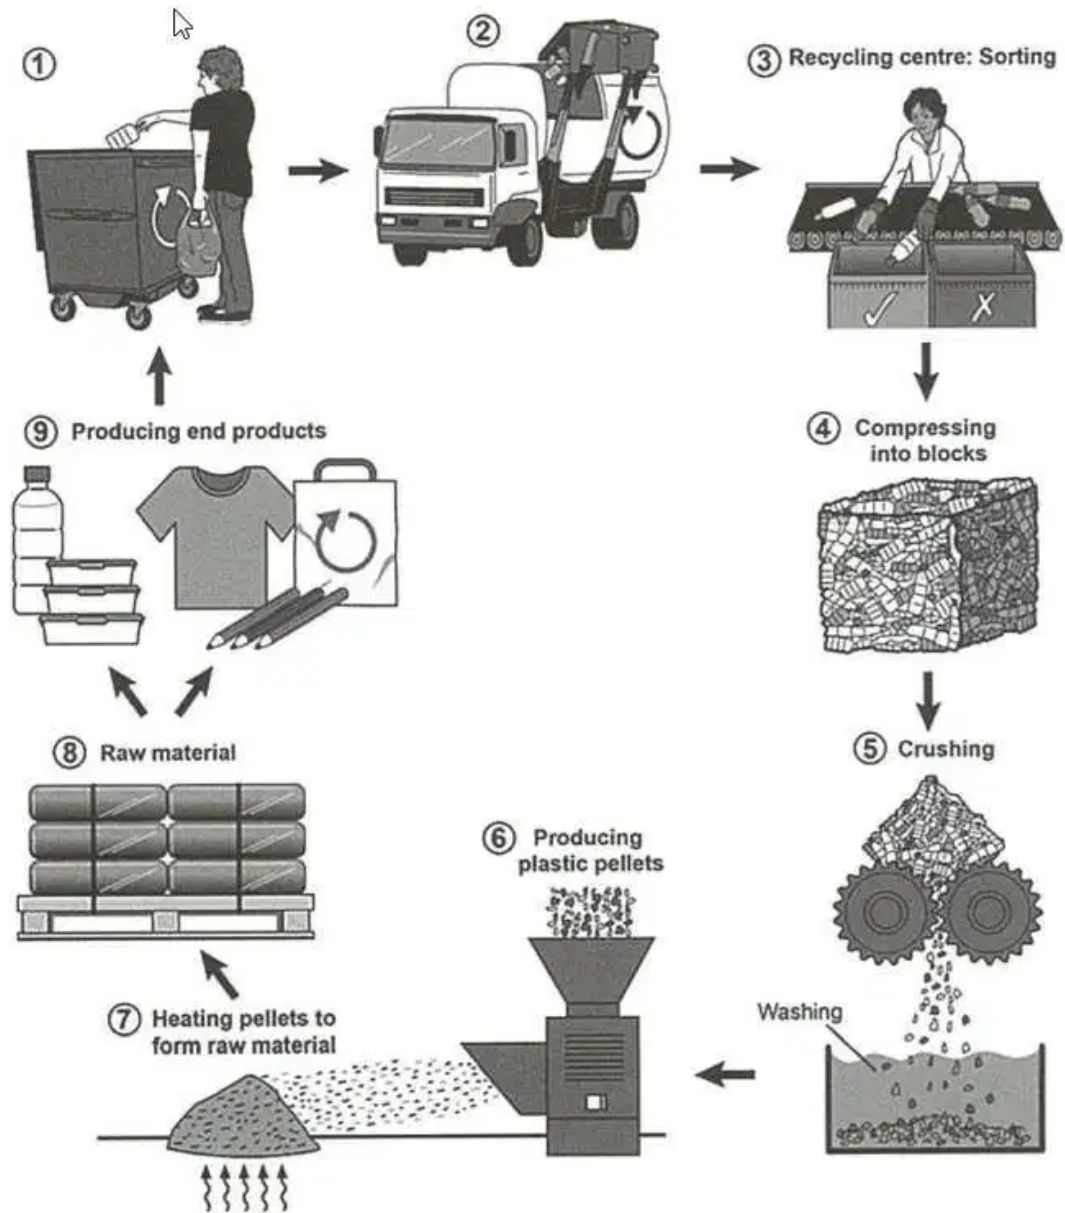 1
2
3 Recycling centre: Sorting
4 Compressing
into blocks
5 Crushing
Washing
6 Producing
plastic pellets
7 Heating pellets to
form raw material
8 Raw material
9 Producing end products